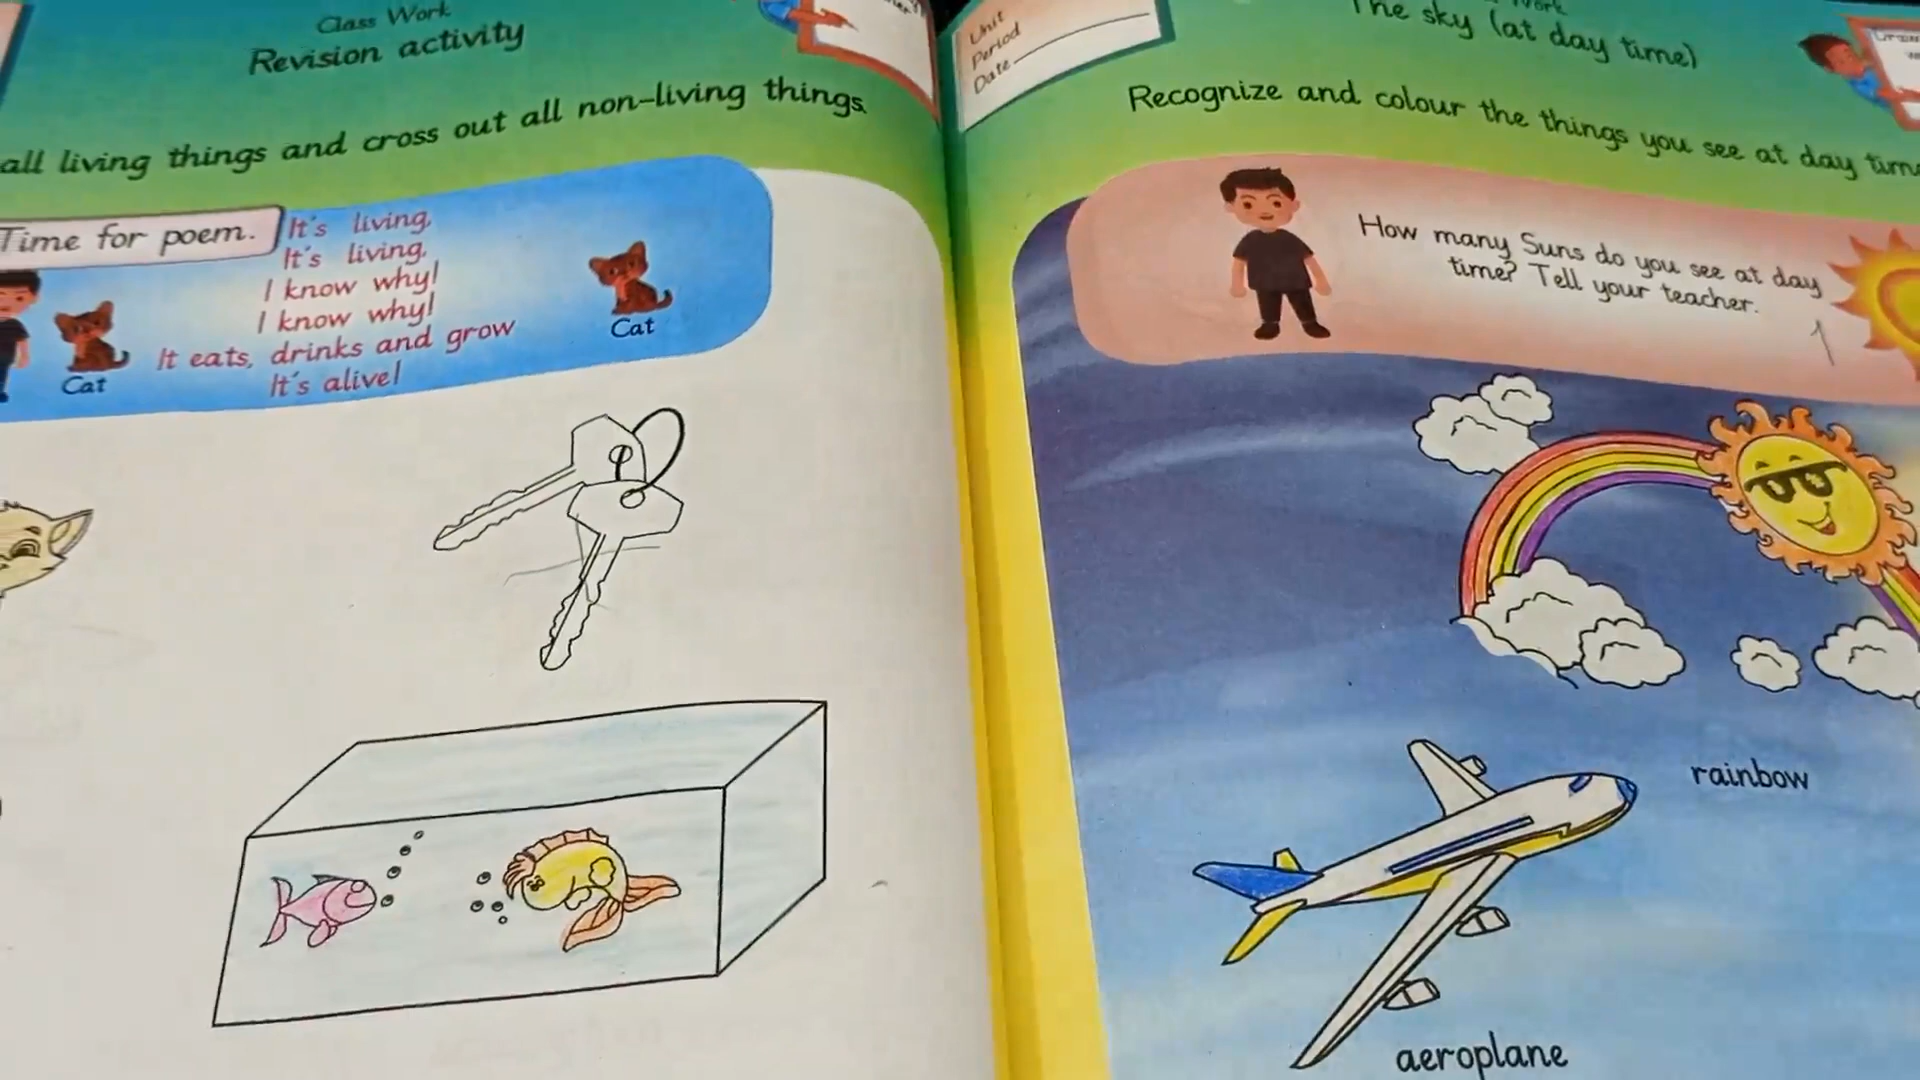 Class Work
Revision activity
all living things and cross out all non-living things.
Time for poem.
It's living,
It's living,
I know why!
I know why!
It eats, drinks and grow
It's alive!
Cat
Cat
Unit
Period
Date
Work
The sky (at day time)
Recognize and colour the things you see at day time
How many Suns do you see at day
time? Tell your teacher.
1
rainbow
aeroplane